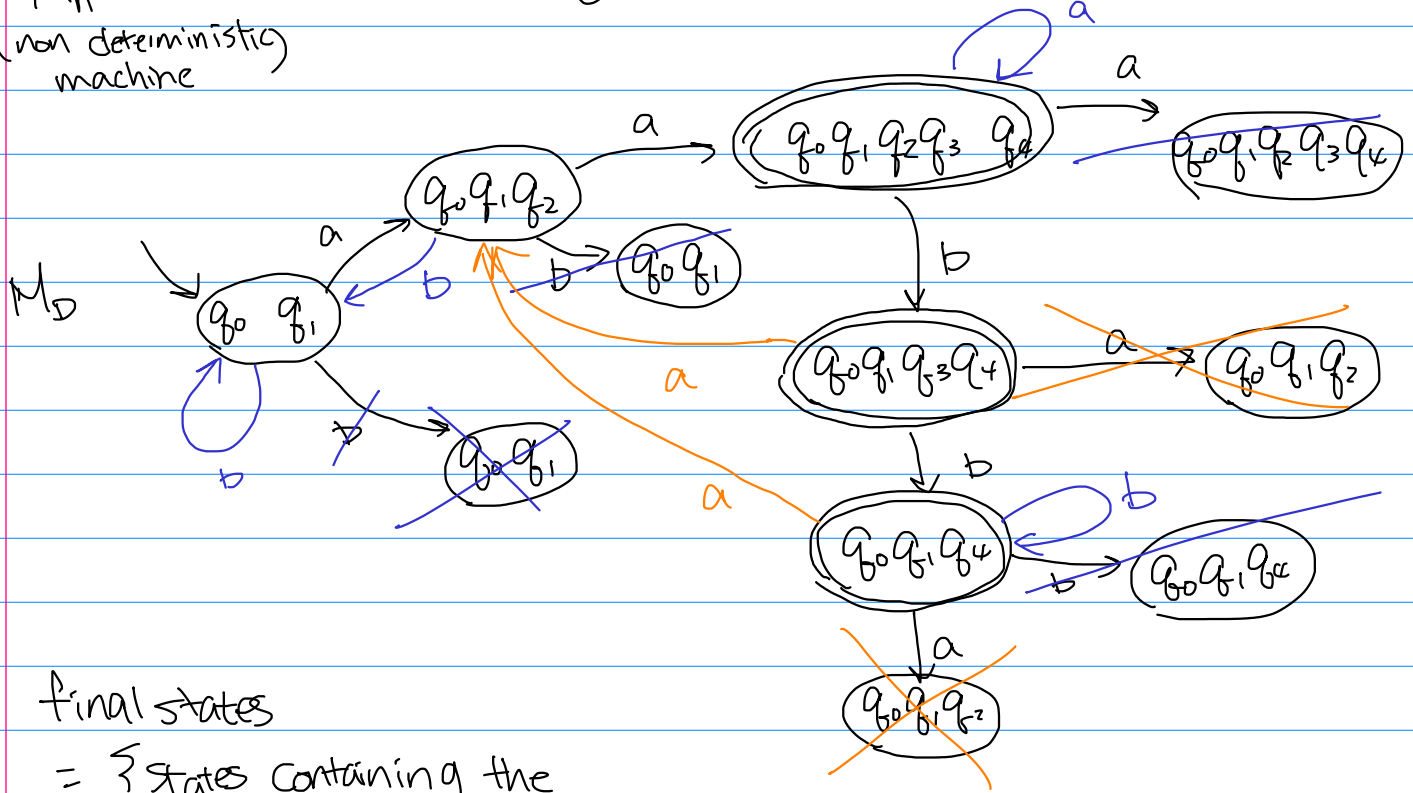 (non deterministic)
machine
a
a
q0 q1 q2 q3 q4
a
q0 q1 q2 q3 q4
a
q0 q1 q2
a
b
b
q0 q1
b
MD
q0 q1
b
b
q0 q1
a
q0 q1 q3 q4
a
q0 q1 q2
b
a
q0 q1 q4
b
b
q0 q1 q4
a
q0 q1 q2
final states
= {states containing the